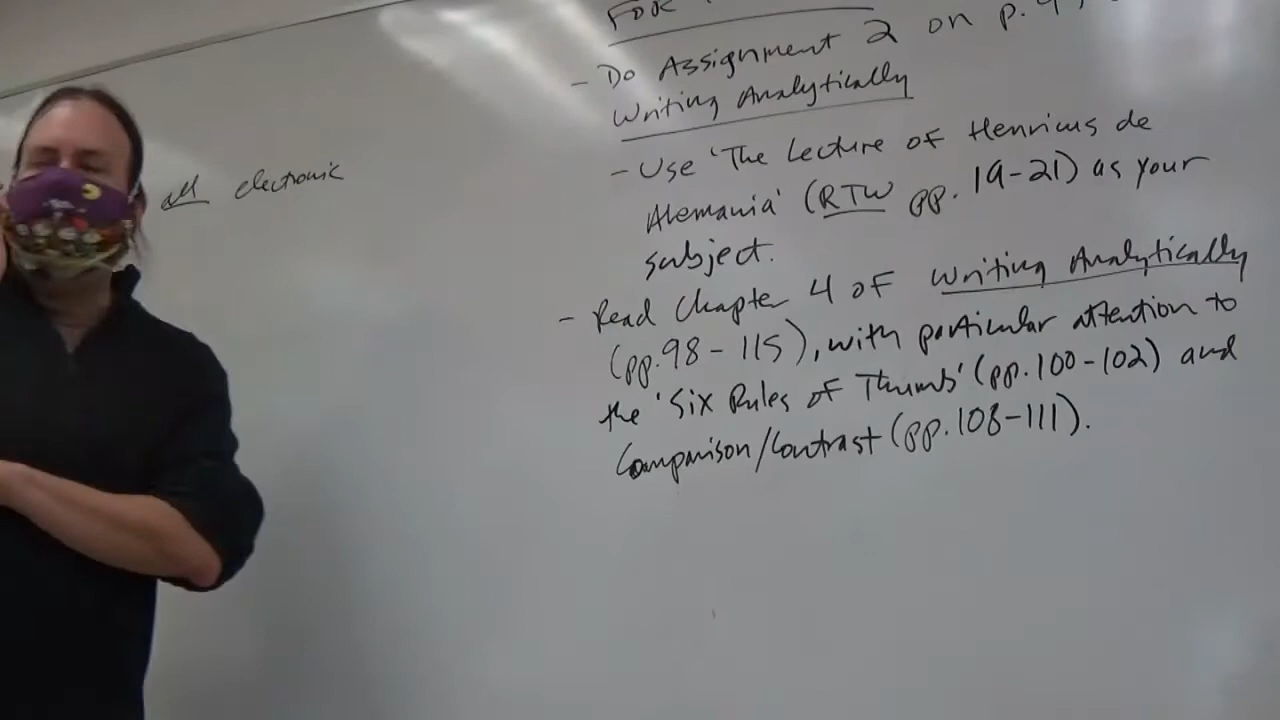 For
- Do Assignment 2 on p.
Writing Analytically
all electronic
- Use 'The Lecture of Henricus de
Alemania' (RTW pp. 19-21) as your
subject.
- Read Chapter 4 of Writing Analytically
(pp. 98-115), with particular attention to
the 'Six Rules of Thumb' (pp. 100-102) and
Comparison/Contrast (pp. 108-111).